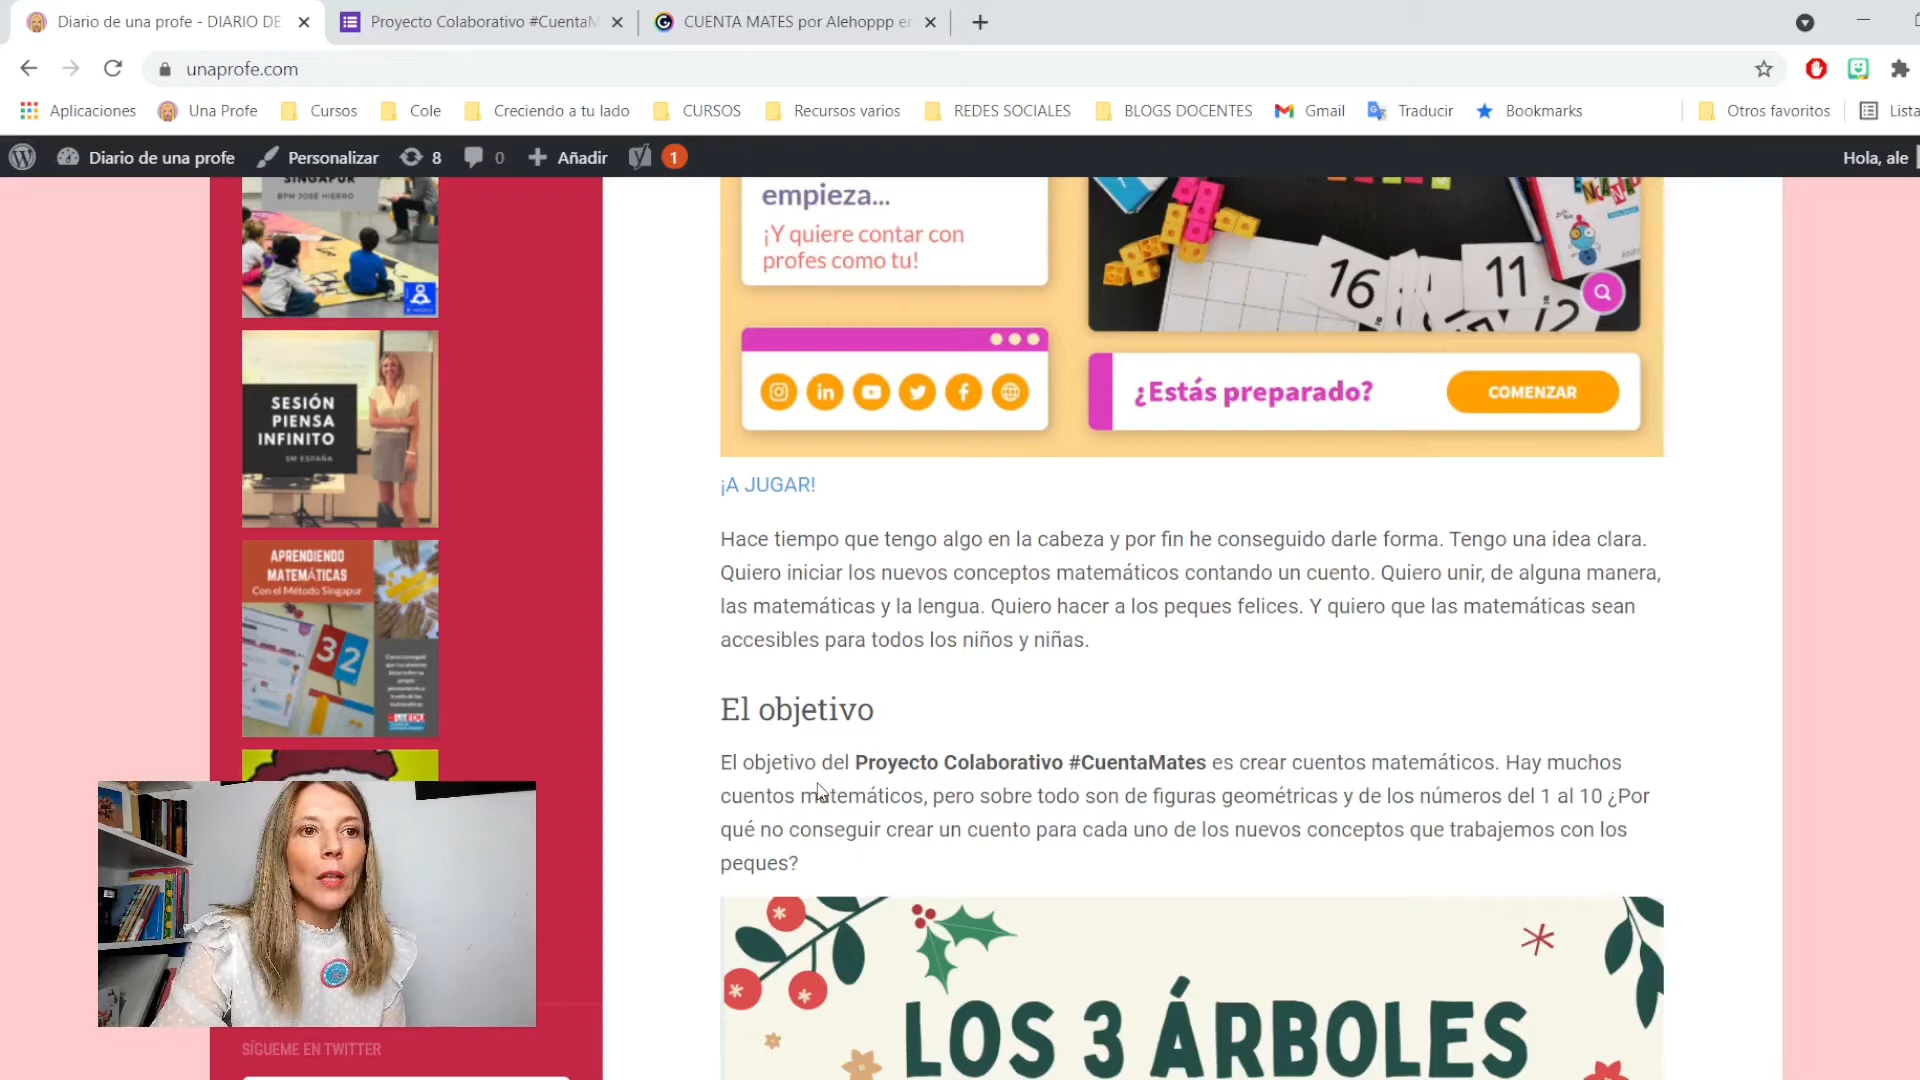 Diario de una profe - DIARIO DE
Proyecto Colaborativo #CuentaM
CUENTA MATES por Alehoppp en
unaprofe.com
Aplicaciones
Una Profe
Cursos
Cole
Creciendo a tu lado
CURSOS
Recursos varios
REDES SOCIALES
BLOGS DOCENTES
Gmail
Traducir
Bookmarks
Otros favoritos
Lista
Diario de una profe
Personalizar
8
0
Añadir
1
Hola, ale
SINGAPUR
BPM JOSE HIERRO
SESIÓN
PIENSA
INFINITO
SM ESPAÑA
APRENDIENDO
MATEMÁTICAS
Con el Método Singapur
32
SÍGUEME EN TWITTER
empieza...
¡Y quiere contar con
profes como tu!
16
11
12
¿Estás preparado?
COMENZAR
¡A JUGAR!
Hace tiempo que tengo algo en la cabeza y por fin he conseguido darle forma. Tengo una idea clara.
Quiero iniciar los nuevos conceptos matemáticos contando un cuento. Quiero unir, de alguna manera,
las matemáticas y la lengua. Quiero hacer a los peques felices. Y quiero que las matemáticas sean
accesibles para todos los niños y niñas.
El objetivo
El objetivo del Proyecto Colaborativo #CuentaMates es crear cuentos matemáticos. Hay muchos
cuentos matemáticos, pero sobre todo son de figuras geométricas y de los números del 1 al 10 ¿Por
qué no conseguir crear un cuento para cada uno de los nuevos conceptos que trabajemos con los
peques?
LOS 3 ÁRBOLES